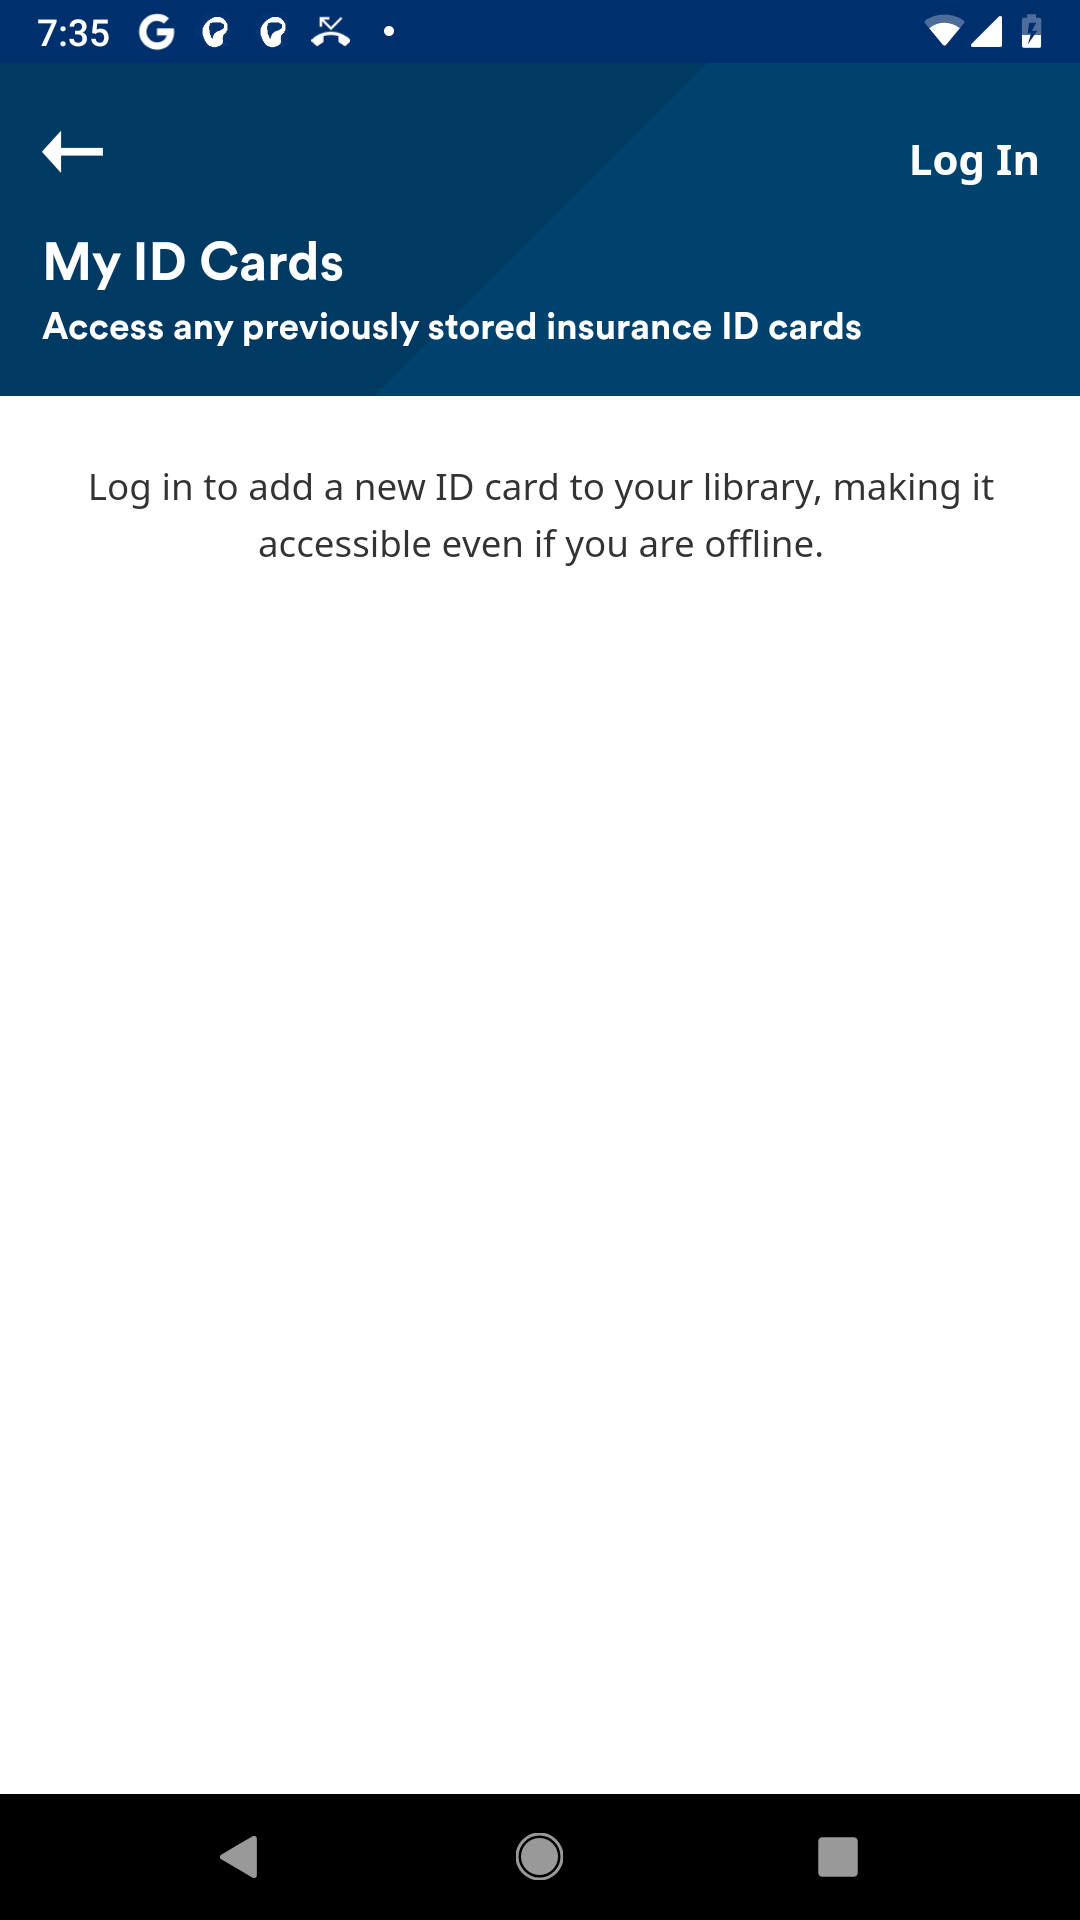 7:35
Log In
My ID Cards
Access any previously stored insurance ID cards
Log in to add a new ID card to your library, making it
accessible even if you are offline.